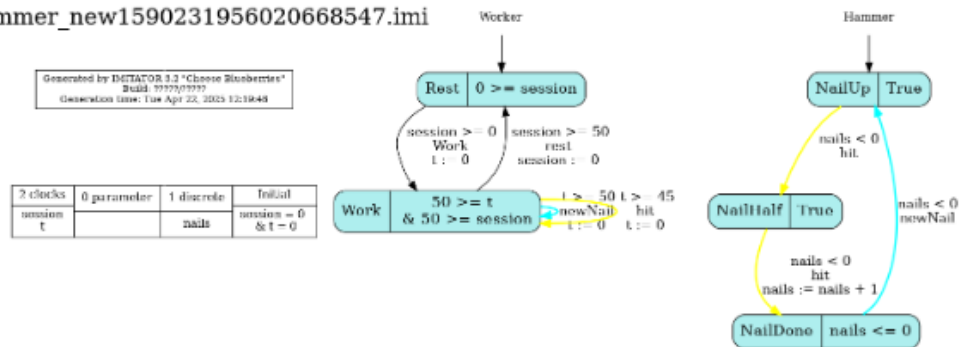 mmer_new1590231956020668547.imi
Generated by IMITATOR 3.3 "Cheese Blueberries"
Build: ?????/?????
Generation time: Tue Apr 22, 2025 12:19:48
2 clocks 0 parameter 1 discrete Initial
session nails session = 0
t & t = 0
Worker
Rest 0 >= session
session >= 0
Work
t := 0
session >= 50
rest
session := 0
Work 50 >= t
& 50 >= session
t >= 50
newNail
t := 0
t >= 45
hit
t := 0
Hammer
NailUp True
nails < 0
hit
NailHalf True
nails < 0
hit
nails := nails + 1
nails < 0
newNail
NailDone nails <= 0